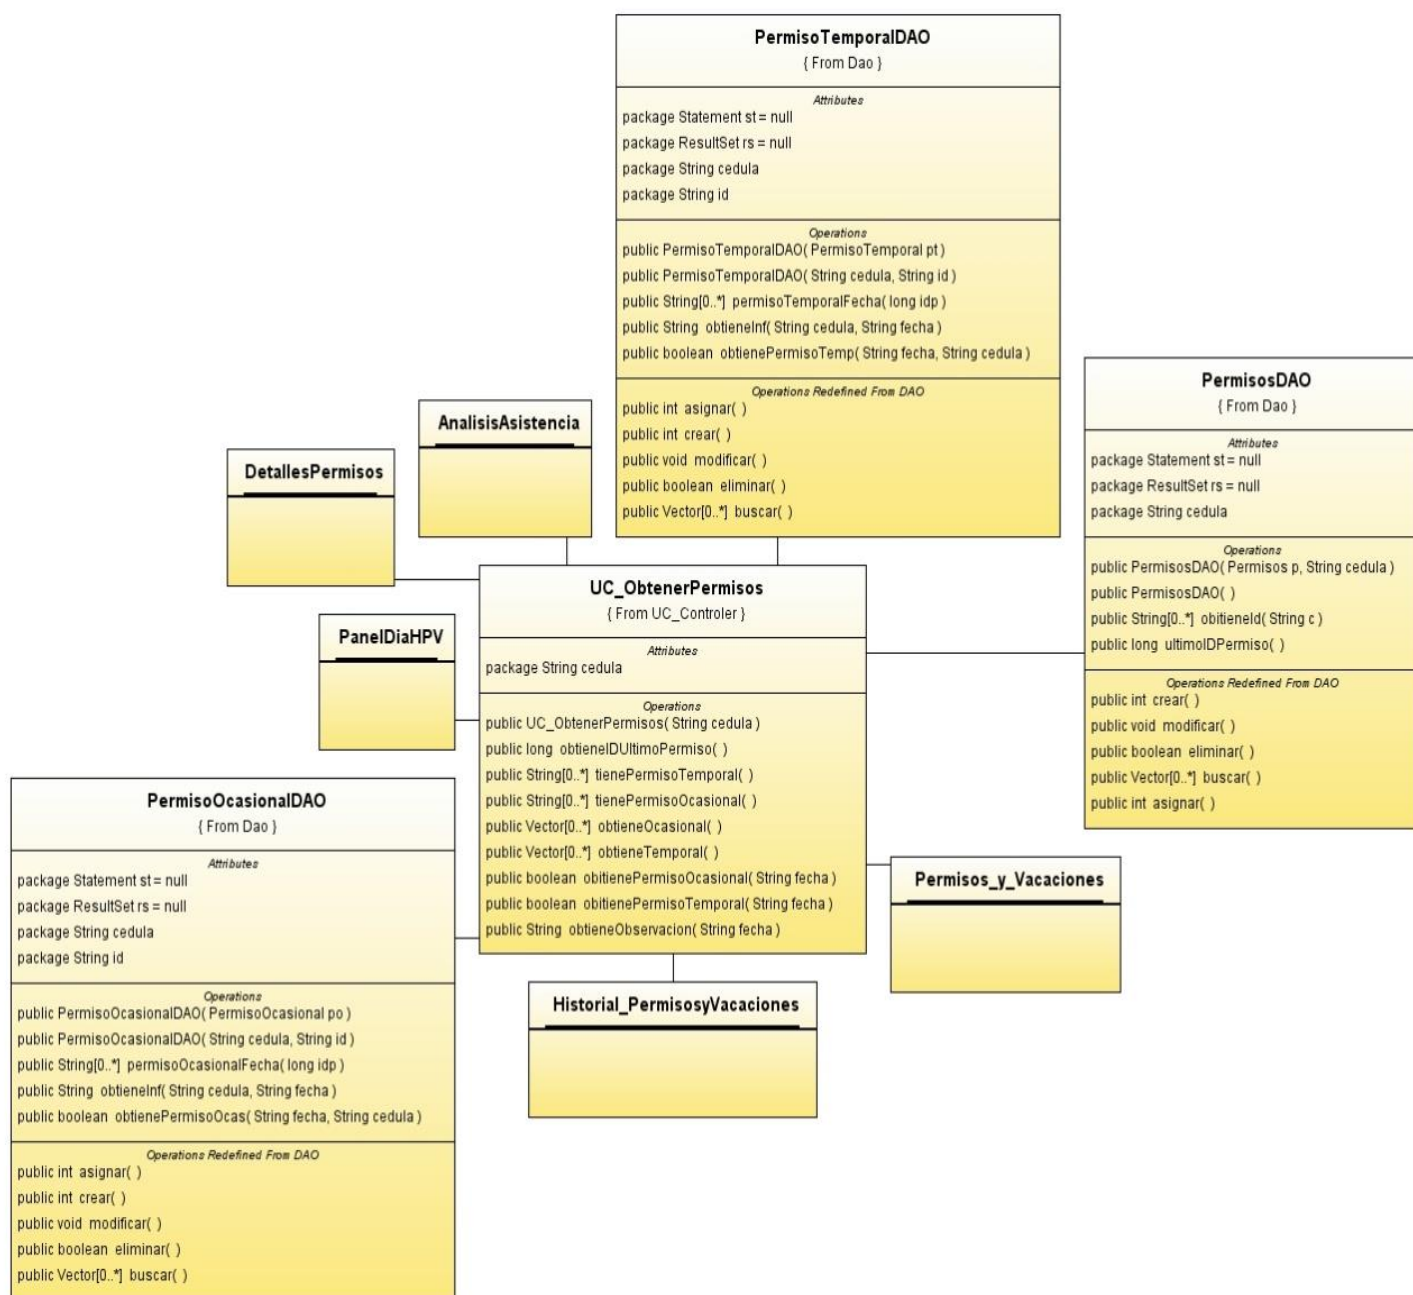 PermisoTemporalDAO
{ From Dao }
Attributes
package Statement st = null
package ResultSet rs = null
package String cedula
package String id
Operations
public PermisoTemporalDAO( PermisoTemporal pt )
public PermisoTemporalDAO( String cedula, String id )
public String[0..*] permisoTemporalFecha( long idp )
public String obtieneInf( String cedula, String fecha )
public boolean obtienePermisoTemp( String fecha, String cedula )
Operations Redefined From DAO
public int asignar( )
public int crear( )
public void modificar( )
public boolean eliminar( )
public Vector[0..*] buscar( )
PermisosDAO
{ From Dao }
Attributes
package Statement st = null
package ResultSet rs = null
package String cedula
Operations
public PermisosDAO( Permisos p, String cedula )
public PermisosDAO( )
public String[0..*] obitieneId( String c )
public long ultimoIDPermiso( )
Operations Redefined From DAO
public int crear( )
public void modificar( )
public boolean eliminar( )
public Vector[0..*] buscar( )
public int asignar( )
AnalisisAsistencia
DetallesPermisos
PanelDiaHPV
UC_ObtenerPermisos
{ From UC_Controler }
Attributes
package String cedula
Operations
public UC_ObtenerPermisos( String cedula )
public long obtieneIDUltimoPermiso( )
public String[0..*] tienePermisoTemporal( )
public String[0..*] tienePermisoOcasional( )
public Vector[0..*] obtieneOcasional( )
public Vector[0..*] obtieneTemporal( )
public boolean obitienePermisoOcasional( String fecha )
public boolean obitienePermisoTemporal( String fecha )
public String obtieneObservacion( String fecha )
PermisoOcasionalDAO
{ From Dao }
Attributes
package Statement st = null
package ResultSet rs = null
package String cedula
package String id
Operations
public PermisoOcasionalDAO( PermisoOcasional po )
public PermisoOcasionalDAO( String cedula, String id )
public String[0..*] permisoOcasionalFecha( long idp )
public String obtieneInf( String cedula, String fecha )
public boolean obtienePermisoOcas( String fecha, String cedula )
Operations Redefined From DAO
public int asignar( )
public int crear( )
public void modificar( )
public boolean eliminar( )
public Vector[0..*] buscar( )
Permisos_y_Vacaciones
Historial_PermisosyVacaciones